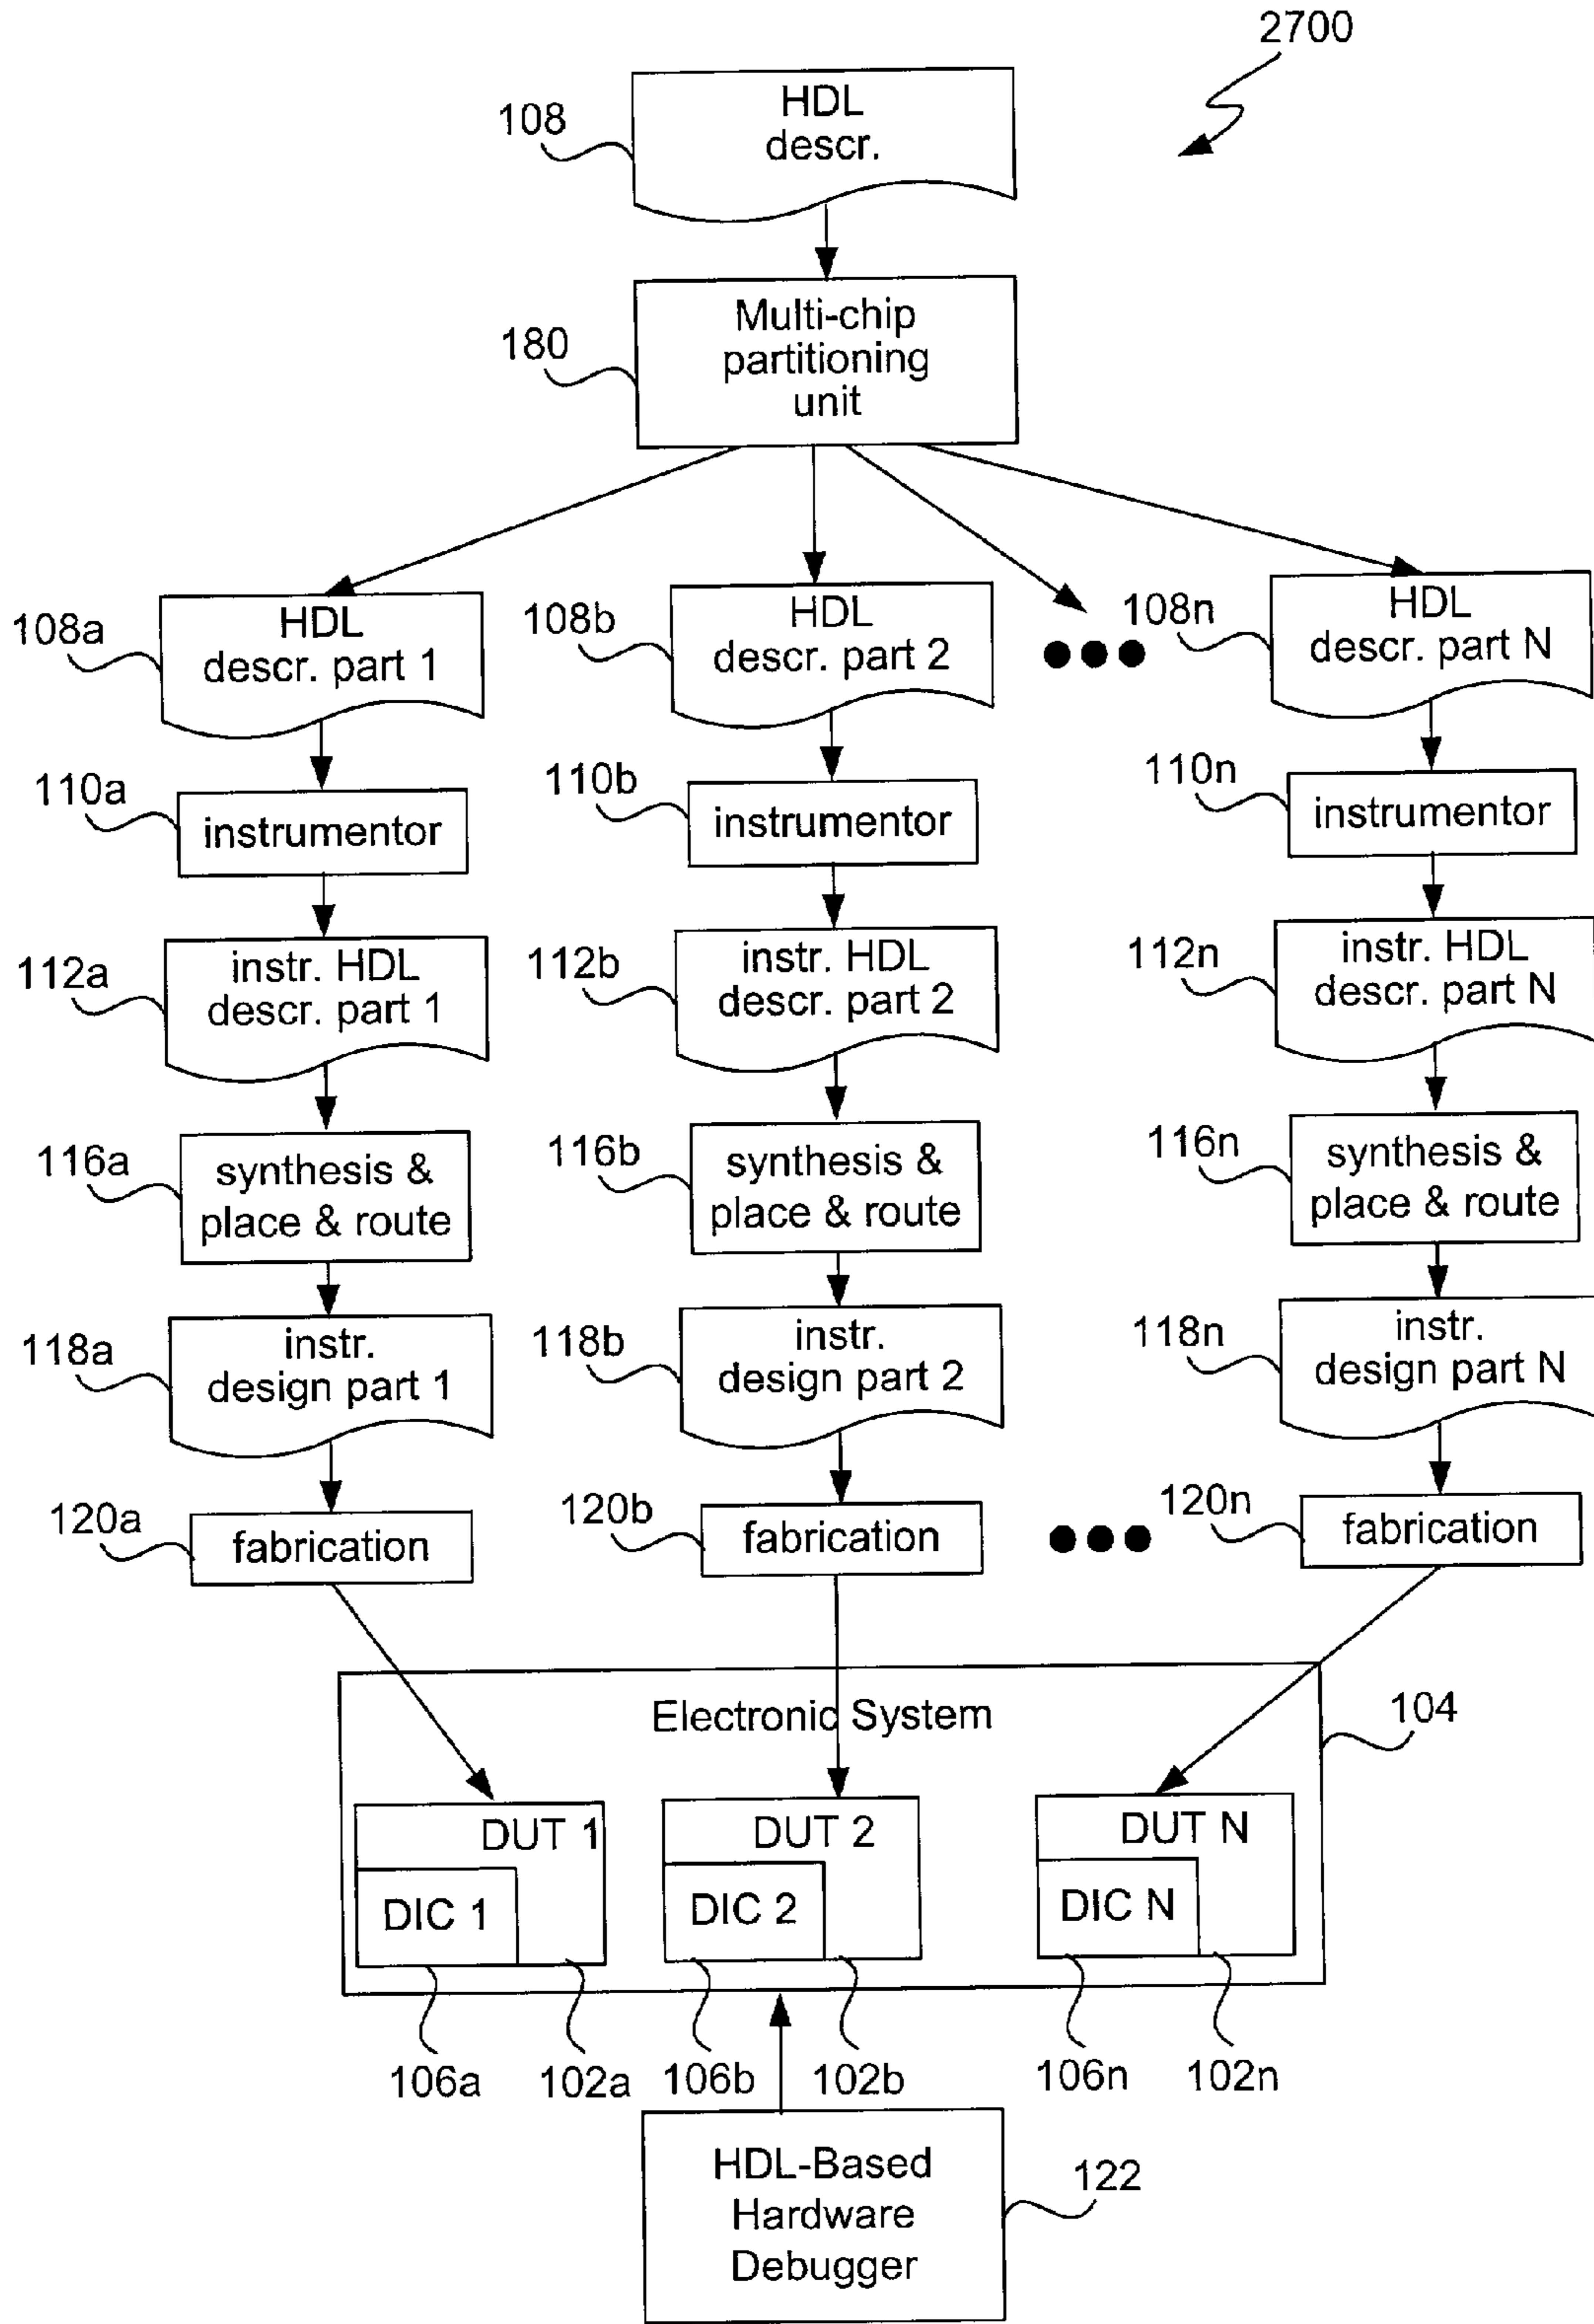 2700
108
HDL
descr.
180
Multi-chip
partitioning
unit
108a
HDL
descr. part 1
108b
HDL
descr. part 2
108n
HDL
descr. part N
110a
instrumentor
110b
instrumentor
110n
instrumentor
112a
instr. HDL
descr. part 1
112b
instr. HDL
descr. part 2
112n
instr. HDL
descr. part N
116a
synthesis &
place & route
116b
synthesis &
place & route
116n
synthesis &
place & route
118a
instr.
design part 1
118b
instr.
design part 2
118n
instr.
design part N
120a
fabrication
120b
fabrication
120n
fabrication
Electronic System
104
DUT 1
DIC 1
DUT 2
DIC 2
DUT N
DIC N
106a
102a
106b
102b
106n
102n
HDL-Based
Hardware
Debugger
122